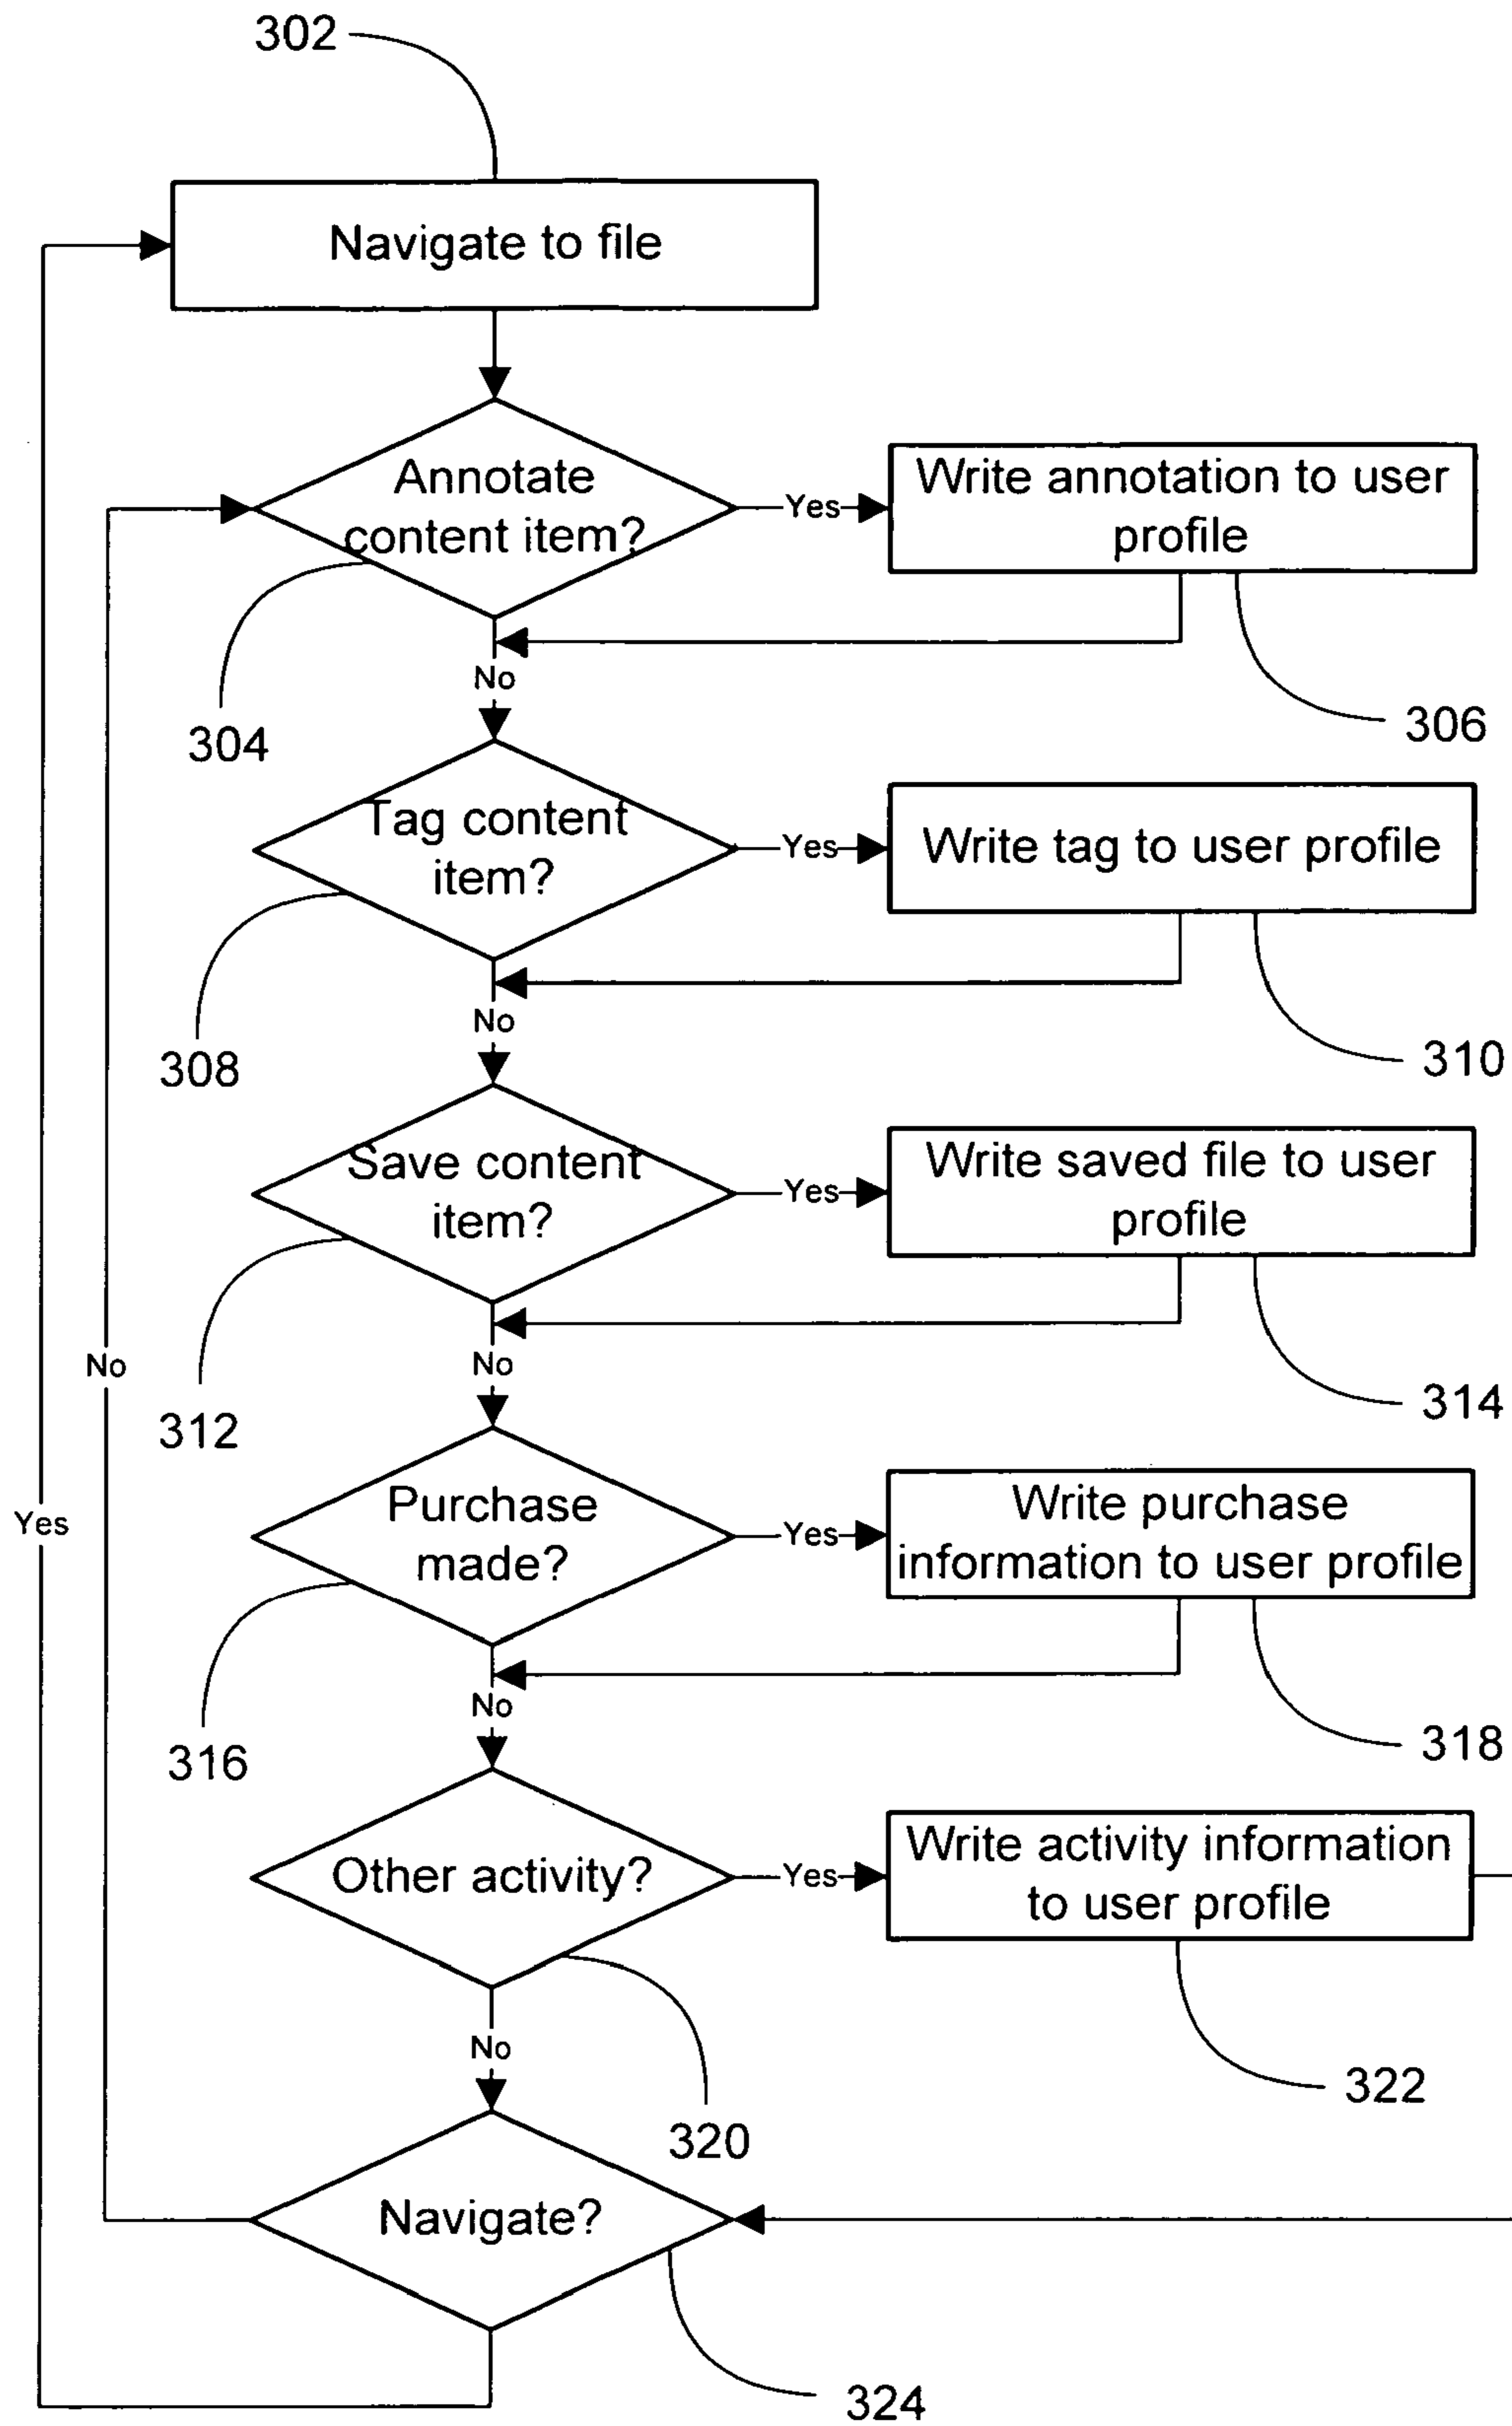 302
Navigate to file
Annotate
content item?
Yes
Write annotation to user
profile
No
304
306
Tag content
item?
Yes
Write tag to user profile
No
308
310
Save content
item?
Yes
Write saved file to user
profile
No
No
312
314
Purchase
made?
Yes
Write purchase
information to user profile
Yes
No
316
318
Other activity?
Yes
Write activity information
to user profile
No
322
320
Navigate?
324